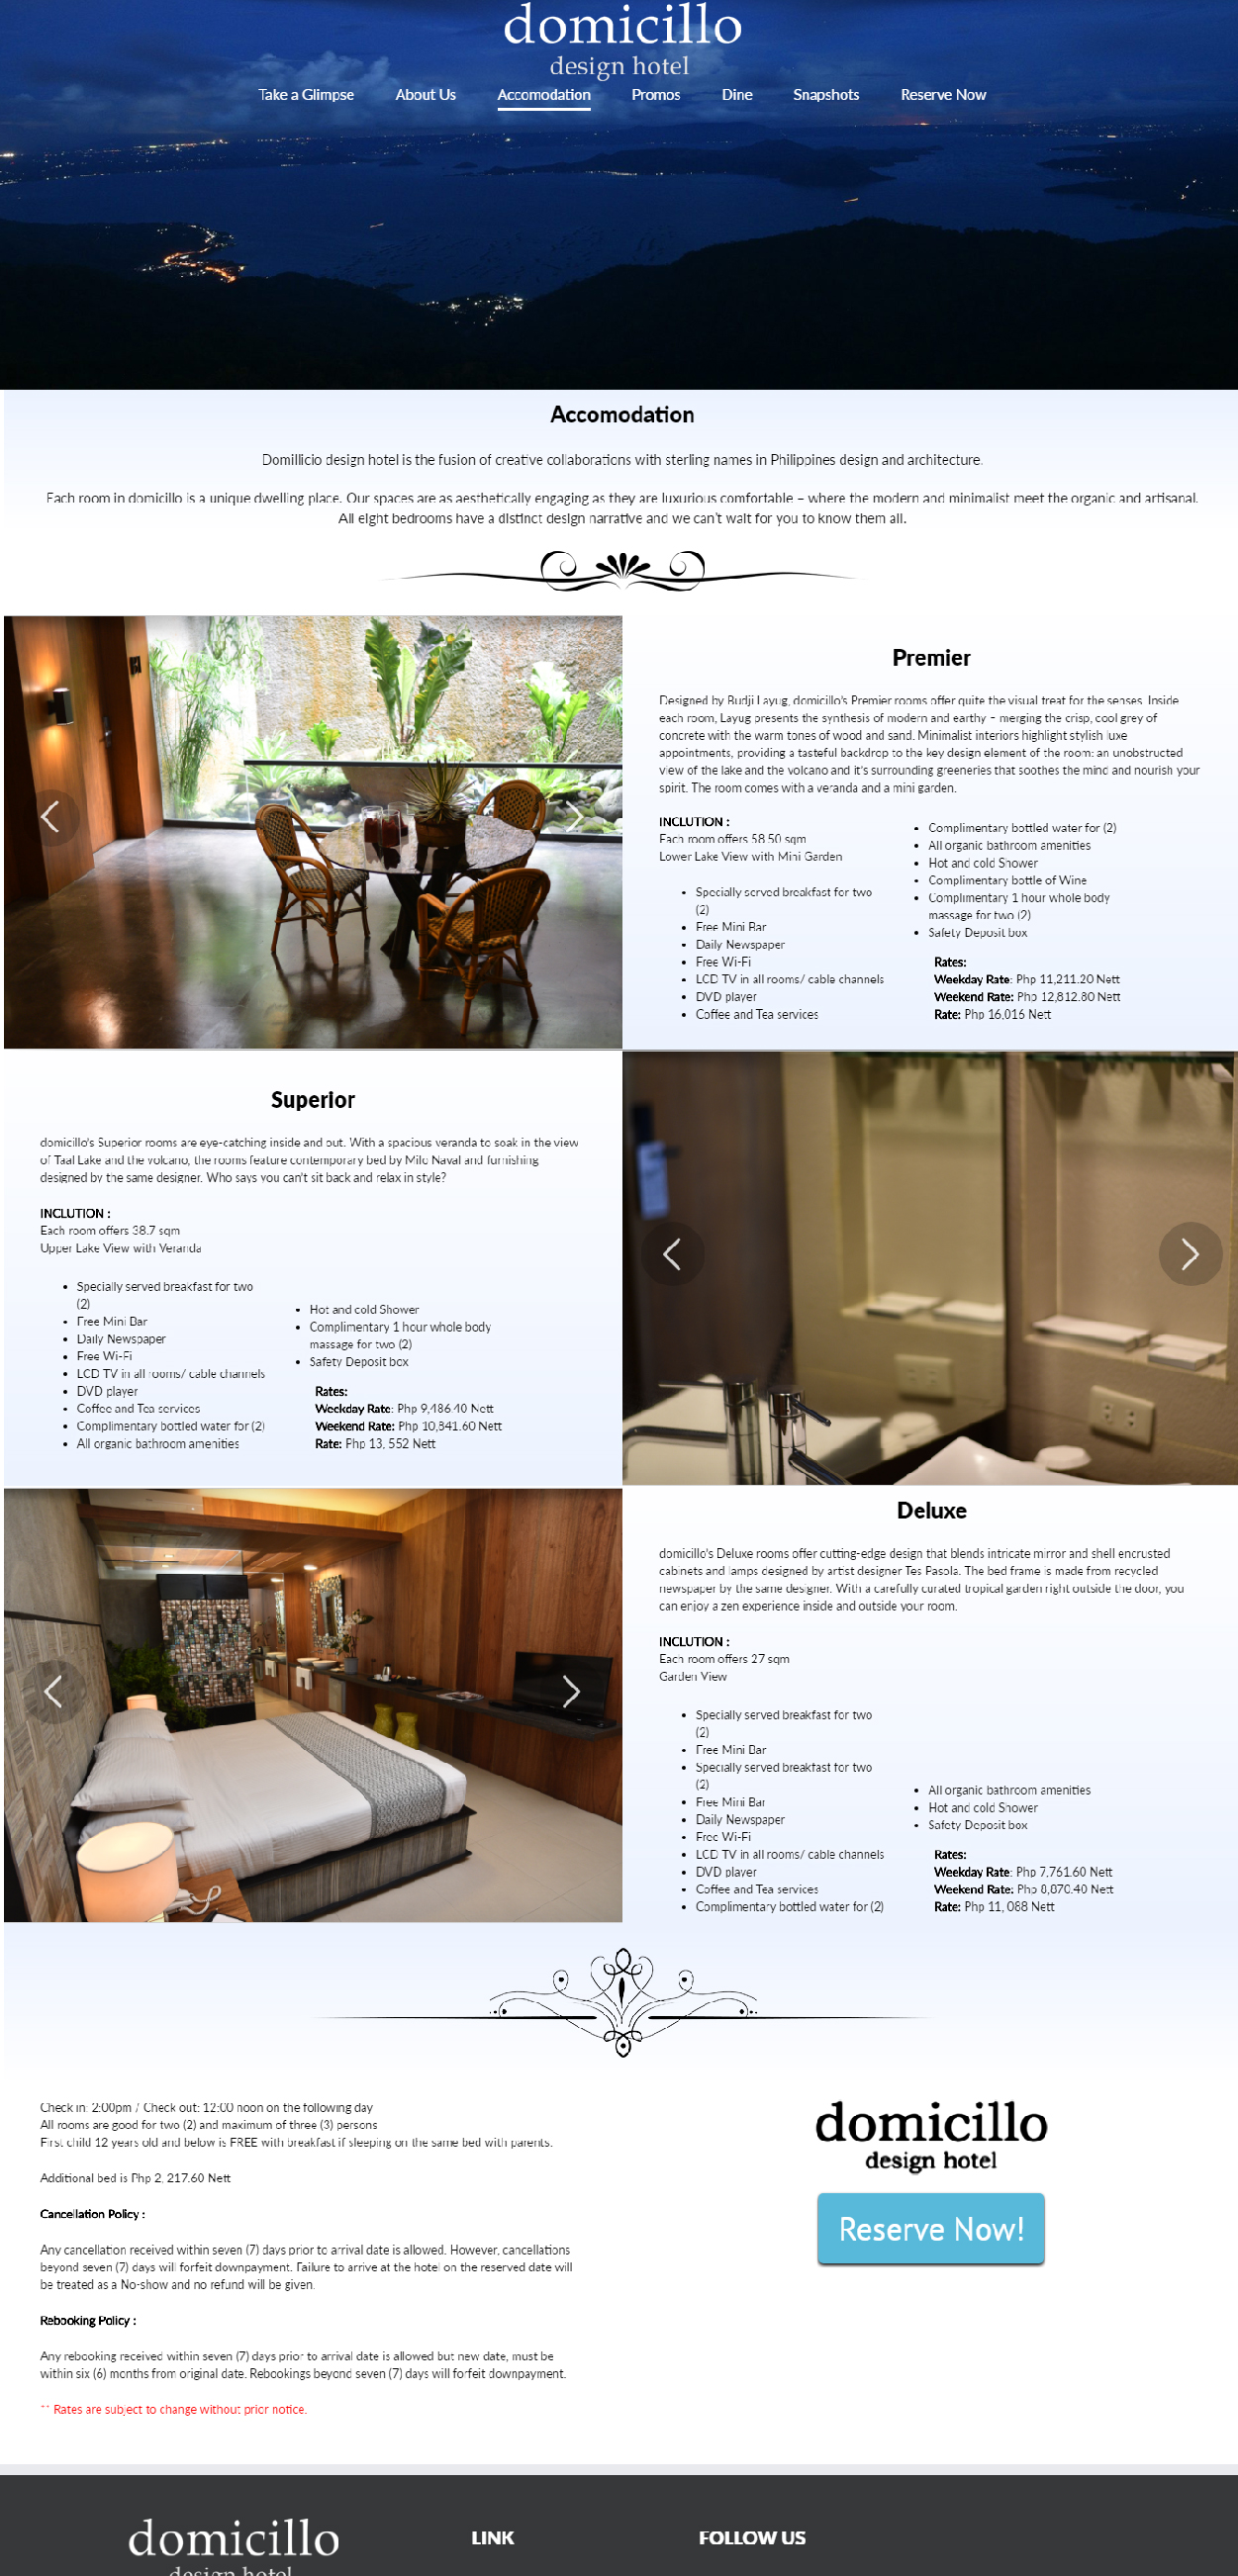 domicillo
design hotel
Take a Glimpse
About Us
Accomodation
Promos
Dine
Snapshots
Reserve Now
Accomodation
Domillicio design hotel is the fusion of creative collaborations with sterling names in Philippines design and architecture.
Each room in domicillo is a unique dwelling place. Our spaces are as aesthetically engaging as they are luxurious comfortable – where the modern and minimalist meet the organic and artisanal.
All eight bedrooms have a distinct design narrative and we can't wait for you to know them all.
Premier
Designed by Budji Layug, domicillo's Premier rooms offer quite the visual treat for the senses. Inside
each room, Layug presents the synthesis of modern and earthy – merging the crisp, cool grey of
concrete with the warm tones of wood and sand. Minimalist interiors highlight stylish luxe
appointments, providing a tasteful backdrop to the key design element of the room: an unobstructed
view of the lake and the volcano and it's surrounding greeneries that soothes the mind and nourish your
spirit. The room comes with a veranda and a mini garden.
INCLUTION :
Each room offers 58.50 sqm
Lower Lake View with Mini Garden
• Specially served breakfast for two
(2)
• Free Mini Bar
• Daily Newspaper
• Free Wi-Fi
• LCD TV in all rooms/ cable channels
• DVD player
• Coffee and Tea services
• Complimentary bottled water for (2)
• All organic bathroom amenities
• Hot and cold Shower
• Complimentary bottle of Wine
• Complimentary 1 hour whole body
massage for two (2)
• Safety Deposit box
Rates:
Weekday Rate: Php 11,211.20 Nett
Weekend Rate: Php 12,812.80 Nett
Rate: Php 16,016 Nett
Superior
domicillo's Superior rooms are eye-catching inside and out. With a spacious veranda to soak in the view
of Taal Lake and the volcano, the rooms feature contemporary bed by Milo Naval and furnishing
designed by the same designer. Who says you can't sit back and relax in style?
INCLUTION :
Each room offers 38.7 sqm
Upper Lake View with Veranda
• Specially served breakfast for two
(2)
• Free Mini Bar
• Daily Newspaper
• Free Wi-Fi
• LCD TV in all rooms/ cable channels
• DVD player
• Coffee and Tea services
• Complimentary bottled water for (2)
• All organic bathroom amenities
• Hot and cold Shower
• Complimentary 1 hour whole body
massage for two (2)
• Safety Deposit box
Rates:
Weekday Rate: Php 9,486.40 Nett
Weekend Rate: Php 10,841.60 Nett
Rate: Php 13, 552 Nett
Deluxe
domicillo's Deluxe rooms offer cutting-edge design that blends intricate mirror and shell encrusted
cabinets and lamps designed by artist designer Tes Pasola. The bed frame is made from recycled
newspaper by the same designer. With a carefully curated tropical garden right outside the door, you
can enjoy a zen experience inside and outside your room.
INCLUTION :
Each room offers 27 sqm
Garden View
• Specially served breakfast for two
(2)
• Free Mini Bar
• Specially served breakfast for two
(2)
• Free Mini Bar
• Daily Newspaper
• Free Wi-Fi
• LCD TV in all rooms/ cable channels
• DVD player
• Coffee and Tea services
• Complimentary bottled water for (2)
• All organic bathroom amenities
• Hot and cold Shower
• Safety Deposit box
Rates:
Weekday Rate: Php 7,761.60 Nett
Weekend Rate: Php 8,870.40 Nett
Rate: Php 11, 088 Nett
Check in: 2:00pm / Check out: 12:00 noon on the following day
All rooms are good for two (2) and maximum of three (3) persons
First child 12 years old and below is FREE with breakfast if sleeping on the same bed with parents.
Additional bed is Php 2, 217.60 Nett
Cancellation Policy :
Any cancellation received within seven (7) days prior to arrival date is allowed. However, cancellations
beyond seven (7) days will forfeit downpayment. Failure to arrive at the hotel on the reserved date will
be treated as a No-show and no refund will be given.
Rebooking Policy :
Any rebooking received within seven (7) days prior to arrival date is allowed but new date, must be
within six (6) months from original date. Rebookings beyond seven (7) days will forfeit downpayment.
** Rates are subject to change without prior notice.
domicillo
design hotel
Reserve Now!
domicillo
design hotel
LINK
FOLLOW US